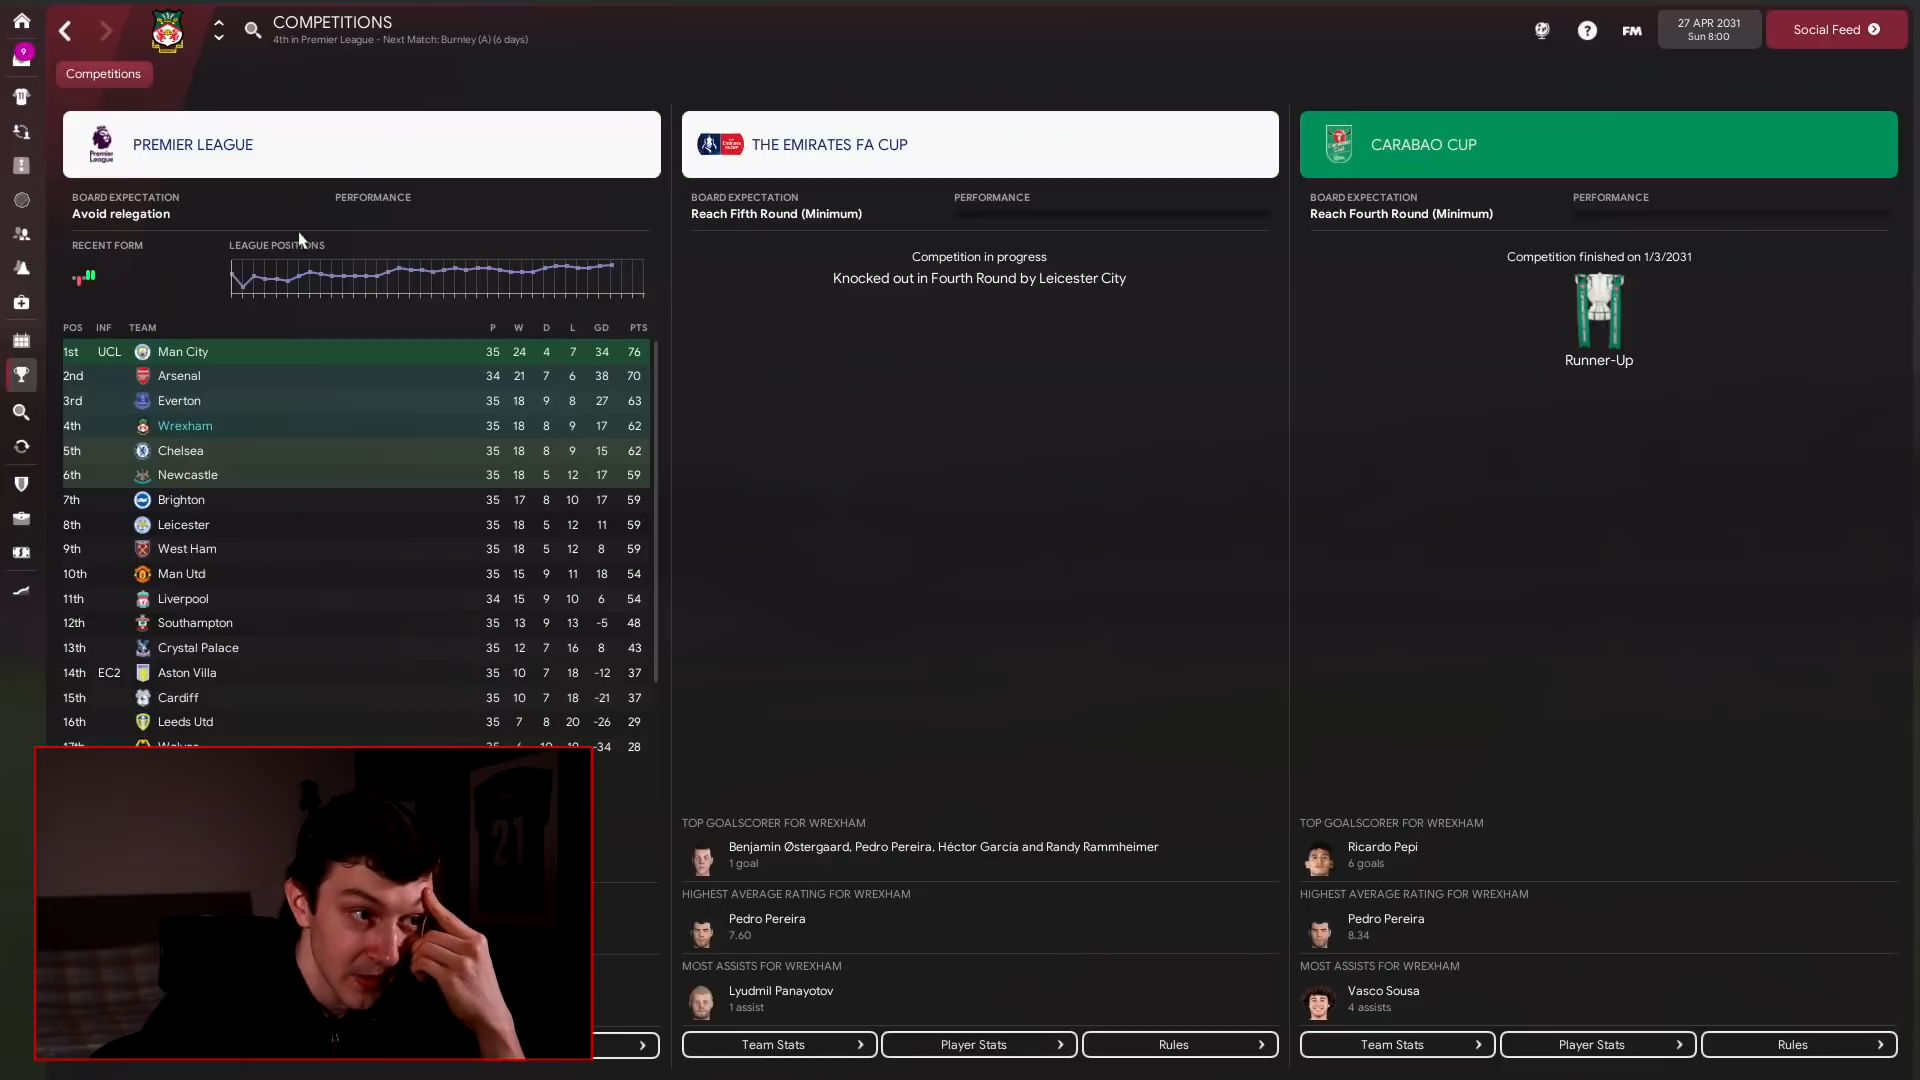 COMPETITIONS
4th in Premier League - Next Match: Burnley (A) (6 days)
9
FM
27 APR 2031
Sun 8:00
Social Feed
Competitions
PREMIER LEAGUE
BOARD EXPECTATION PERFORMANCE
Avoid relegation
RECENT FORM LEAGUE POSITIONS
POS INF TEAM P W D L GD PTS
1st UCL Man City 35 24 4 7 34 76
2nd Arsenal 34 21 7 6 38 70
3rd Everton 35 18 9 8 27 63
4th Wrexham 35 18 8 9 17 62
5th Chelsea 35 18 8 9 15 62
6th Newcastle 35 18 5 12 17 59
7th Brighton 35 17 8 10 17 59
8th Leicester 35 18 5 12 11 59
9th West Ham 35 18 5 12 8 59
10th Man Utd 35 15 9 11 18 54
11th Liverpool 34 15 9 10 6 54
12th Southampton 35 13 9 13 -5 48
13th Crystal Palace 35 12 7 16 8 43
14th EC2 Aston Villa 35 10 7 18 -12 37
15th Cardiff 35 10 7 18 -21 37
16th Leeds Utd 35 7 8 20 -26 29
17th Wolves 35 -34 28
21
THE EMIRATES FA CUP
BOARD EXPECTATION PERFORMANCE
Reach Fifth Round (Minimum)
Competition in progress
Knocked out in Fourth Round by Leicester City
TOP GOALSCORER FOR WREXHAM
Benjamin Østergaard, Pedro Pereira, Héctor García and Randy Rammheimer
1 goal
HIGHEST AVERAGE RATING FOR WREXHAM
Pedro Pereira
7.60
MOST ASSISTS FOR WREXHAM
Lyudmil Panayotov
1 assist
Team Stats Player Stats Rules
CARABAO CUP
BOARD EXPECTATION PERFORMANCE
Reach Fourth Round (Minimum)
Competition finished on 1/3/2031
Runner-Up
TOP GOALSCORER FOR WREXHAM
Ricardo Pepi
6 goals
HIGHEST AVERAGE RATING FOR WREXHAM
Pedro Pereira
8.34
MOST ASSISTS FOR WREXHAM
Vasco Sousa
4 assists
Team Stats Player Stats Rules